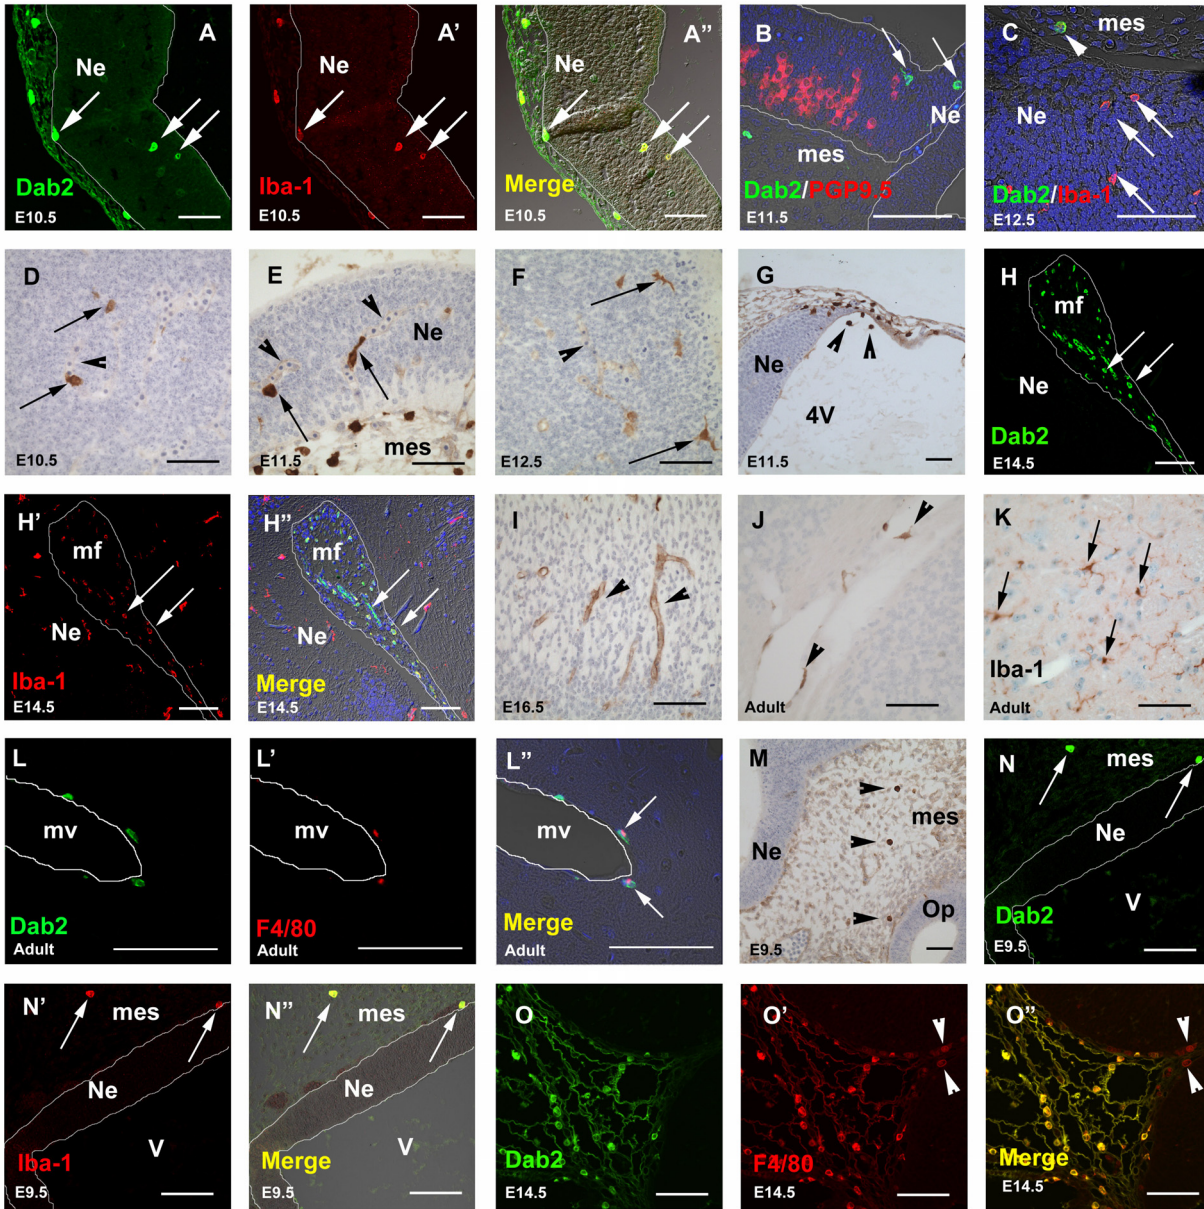 A
Ne
Dab2
E10.5
A'
Ne
Iba-1
E10.5
A"
Ne
Merge
E10.5
B
Ne
mes
Dab2/PGP9.5
E11.5
C
mes
Ne
Dab2/Iba-1
E12.5
D
E10.5
E
Ne
mes
E11.5
F
E12.5
G
Ne
4V
E11.5
H
mf
Ne
Dab2
E14.5
H'
mf
Ne
Iba-1
E14.5
H"
mf
Ne
Merge
E14.5
I
E16.5
J
Adult
K
Iba-1
Adult
L
mv
Dab2
Adult
L'
mv
F4/80
Adult
L"
mv
Merge
Adult
M
mes
Ne
Op
E9.5
N
mes
Ne
V
Dab2
E9.5
N'
mes
Ne
V
Iba-1
E9.5
N"
mes
Ne
V
Merge
E9.5
O
Dab2
E14.5
O'
F4/80
E14.5
O"
Merge
E14.5